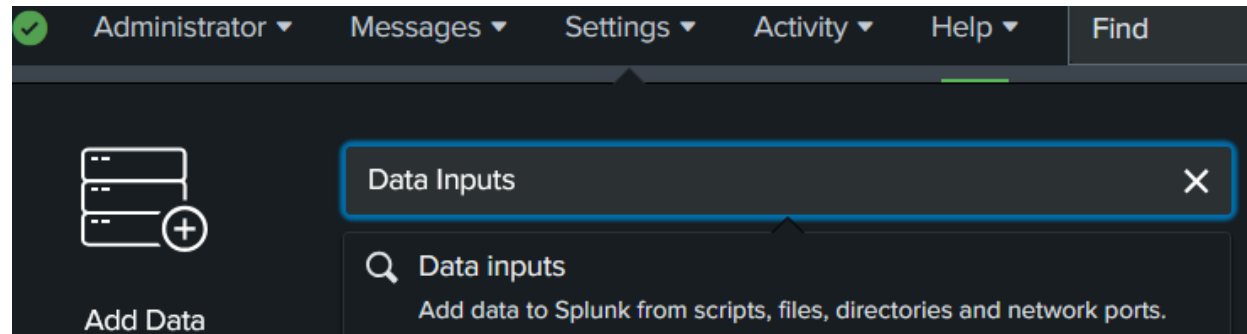 Administrator Messages Settings Activity Help Find
Data Inputs
Data inputs
Add data to Splunk from scripts, files, directories and network ports.
Add Data